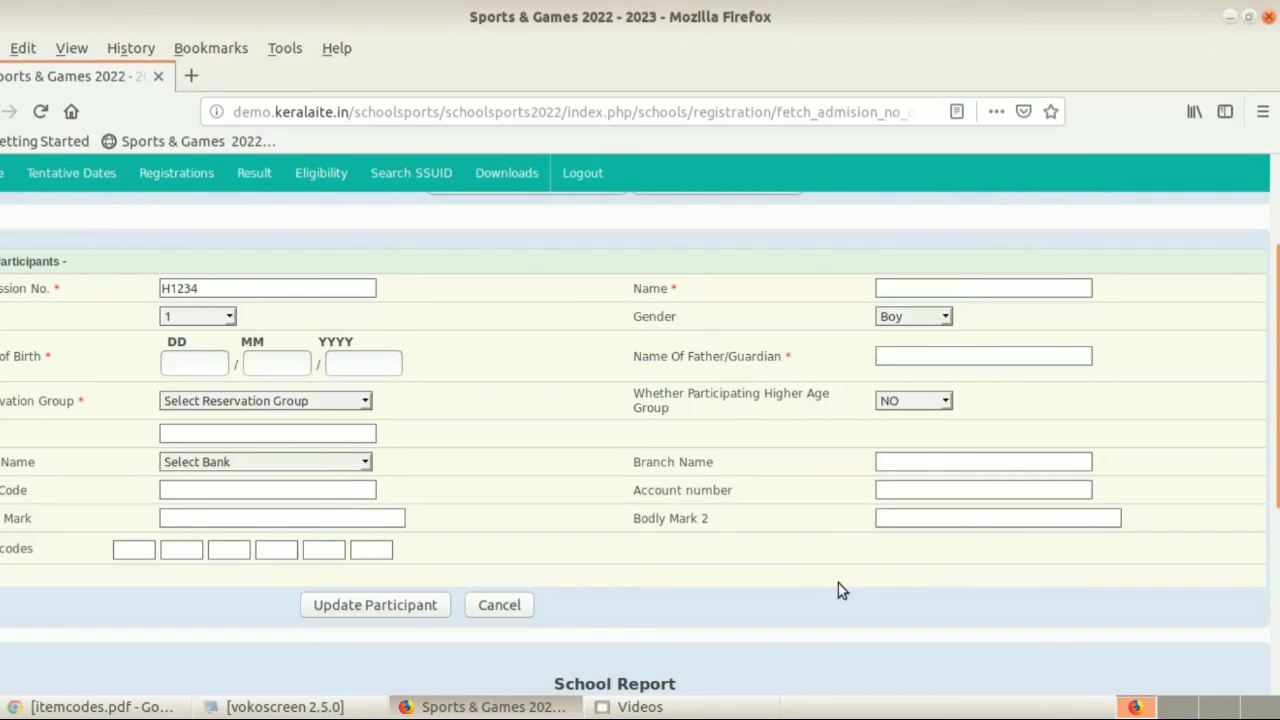 Sports & Games 2022 - 2023 - Mozilla Firefox
Edit View History Bookmarks Tools Help
ports & Games 2022 - 20
demo.keralaite.in/schoolsports/schoolsports2022/index.php/schools/registration/fetch_admision_no_
etting Started Sports & Games 2022...
e Tentative Dates Registrations Result Eligibility Search SSUID Downloads Logout
articipants -
ssion No. * H1234 Name *
1 Gender Boy
DD MM YYYY
of Birth * / / Name Of Father/Guardian *
vation Group * Select Reservation Group Whether Participating Higher Age Group NO
Name Select Bank Branch Name
Code Account number
Mark Bodly Mark 2
codes
Update Participant Cancel
School Report
[itemcodes.pdf - Go... [vokoscreen 2.5.0] Sports & Games 202... Videos